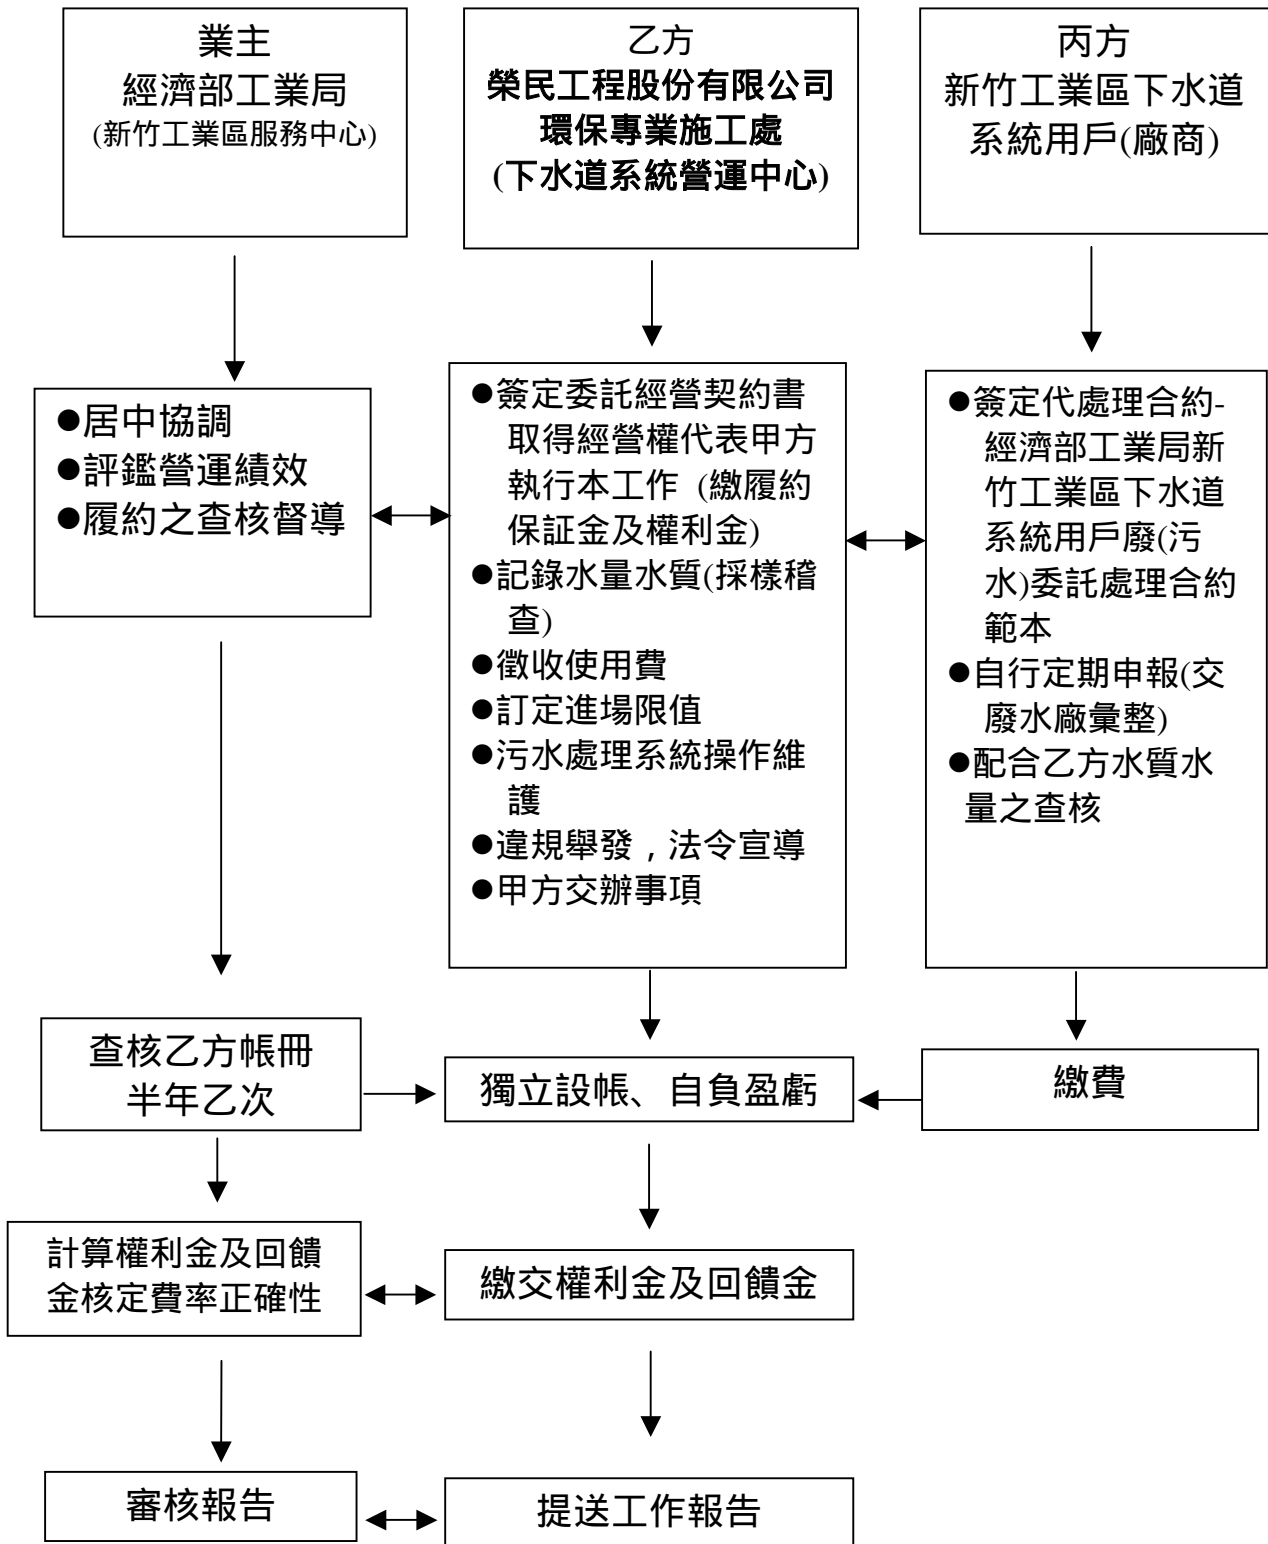 業主
經濟部工業局
(新竹工業區服務中心)
乙方
榮民工程股份有限公司
環保專業施工處
(下水道系統營運中心)
丙方
新竹工業區下水道
系統用戶(廠商)
●居中協調
●評鑑營運績效
●履約之查核督導
●簽定委託經營契約書
取得經營權代表甲方
執行本工作 (繳履約
保証金及權利金)
●記錄水量水質(採樣稽
查)
●徵收使用費
●訂定進場限值
●污水處理系統操作維
護
●違規舉發，法令宣導
●甲方交辦事項
●簽定代處理合約-
經濟部工業局新
竹工業區下水道
系統用戶廢(污
水)委託處理合約
範本
●自行定期申報(交
廢水廠彙整)
●配合乙方水質水
量之查核
查核乙方帳冊
半年乙次
獨立設帳、自負盈虧
繳費
計算權利金及回饋
金核定費率正確性
繳交權利金及回饋金
審核報告
提送工作報告